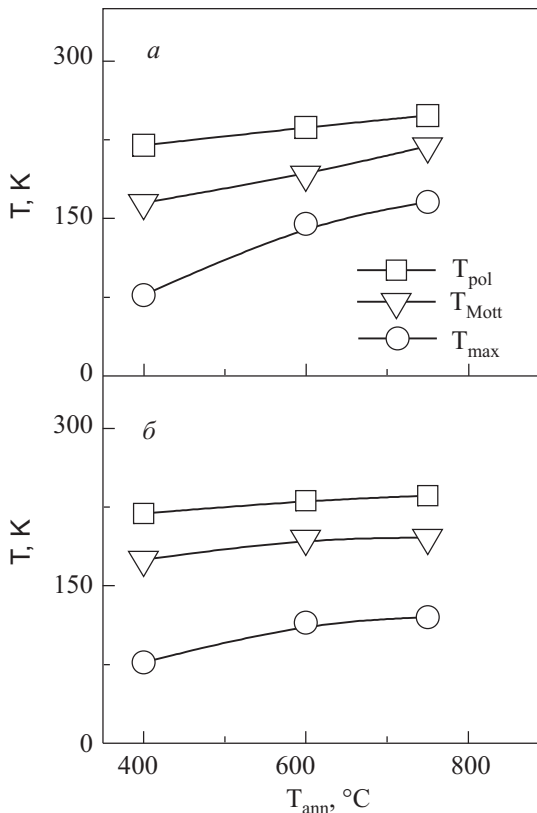 300
а
T, K
150
T_pol
T_Mott
T_max
0
300
б
T, K
150
0
400 600 800
T_ann, °C